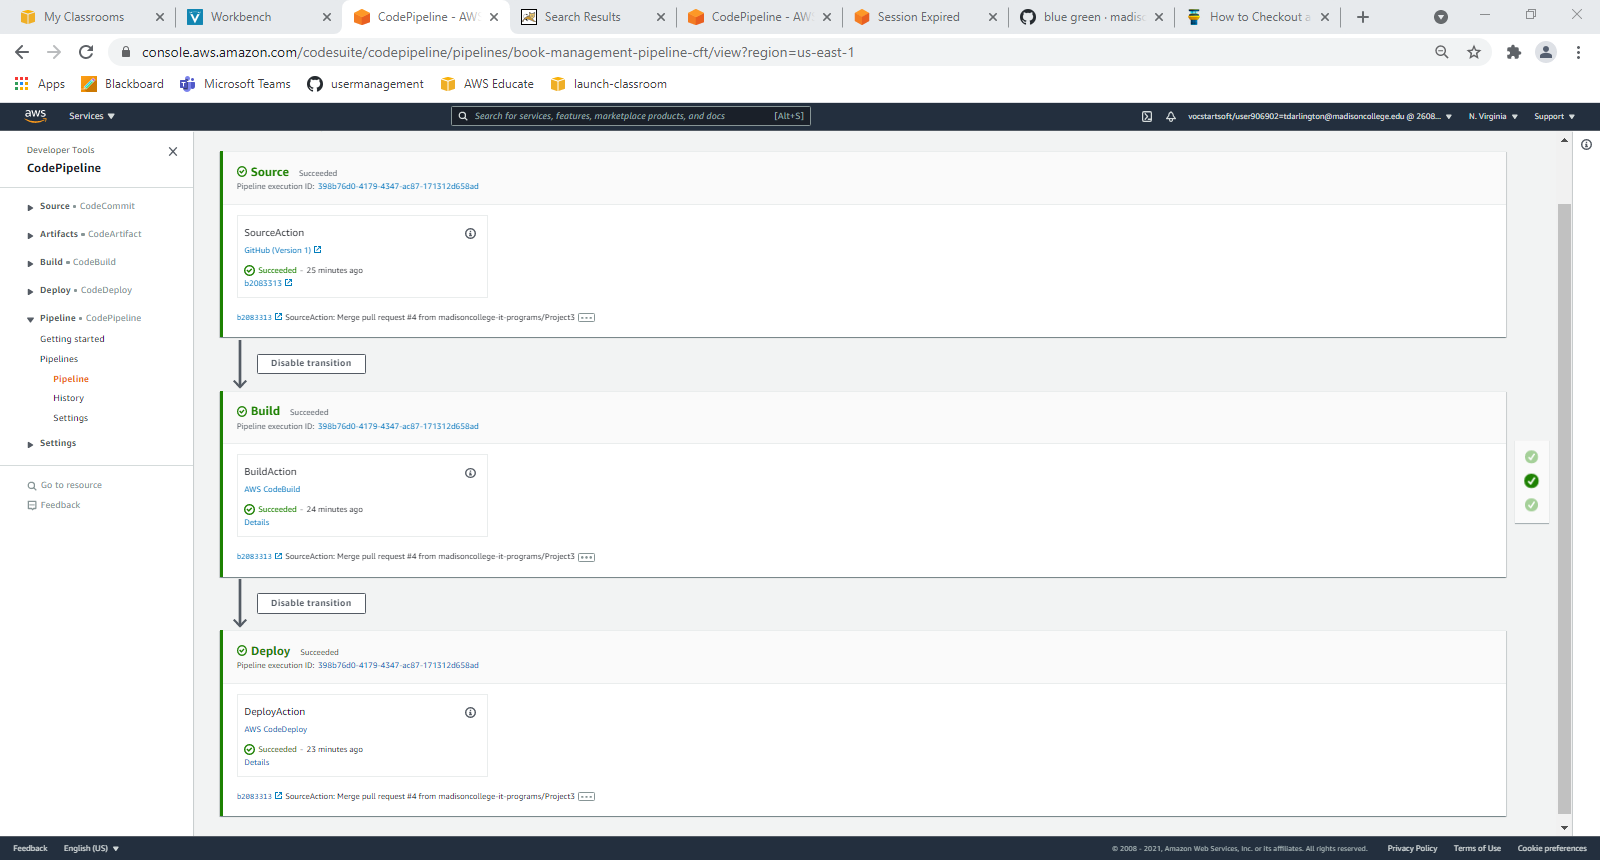 My Classrooms
Workbench
CodePipeline - AWS
Search Results
CodePipeline - AWS
Session Expired
blue green · madiso
How to Checkout a
console.aws.amazon.com/codesuite/codepipeline/pipelines/book-management-pipeline-cft/view?region=us-east-1
Apps
Blackboard
Microsoft Teams
usermanagement
AWS Educate
launch-classroom
aws
Services
Search for services, features, marketplace products, and docs
[Alt+S]
vocstartsoft/user906902=tdarlington@madisoncollege.edu @ 2608...
N. Virginia
Support
Developer Tools
CodePipeline
Source • CodeCommit
Artifacts • CodeArtifact
Build • CodeBuild
Deploy • CodeDeploy
Pipeline • CodePipeline
Getting started
Pipelines
Pipeline
History
Settings
Settings
Go to resource
Feedback
Source Succeeded
Pipeline execution ID: 398b76d0-4179-4347-ac87-171312d658ad
SourceAction
GitHub (Version 1)
Succeeded - 25 minutes ago
b2083313
b2083313 SourceAction: Merge pull request #4 from madisoncollege-it-programs/Project3
Disable transition
Build Succeeded
Pipeline execution ID: 398b76d0-4179-4347-ac87-171312d658ad
BuildAction
AWS CodeBuild
Succeeded - 24 minutes ago
Details
b2083313 SourceAction: Merge pull request #4 from madisoncollege-it-programs/Project3
Disable transition
Deploy Succeeded
Pipeline execution ID: 398b76d0-4179-4347-ac87-171312d658ad
DeployAction
AWS CodeDeploy
Succeeded - 23 minutes ago
Details
b2083313 SourceAction: Merge pull request #4 from madisoncollege-it-programs/Project3
Feedback
English (US)
© 2008 - 2021, Amazon Web Services, Inc. or its affiliates. All rights reserved.
Privacy Policy
Terms of Use
Cookie preferences